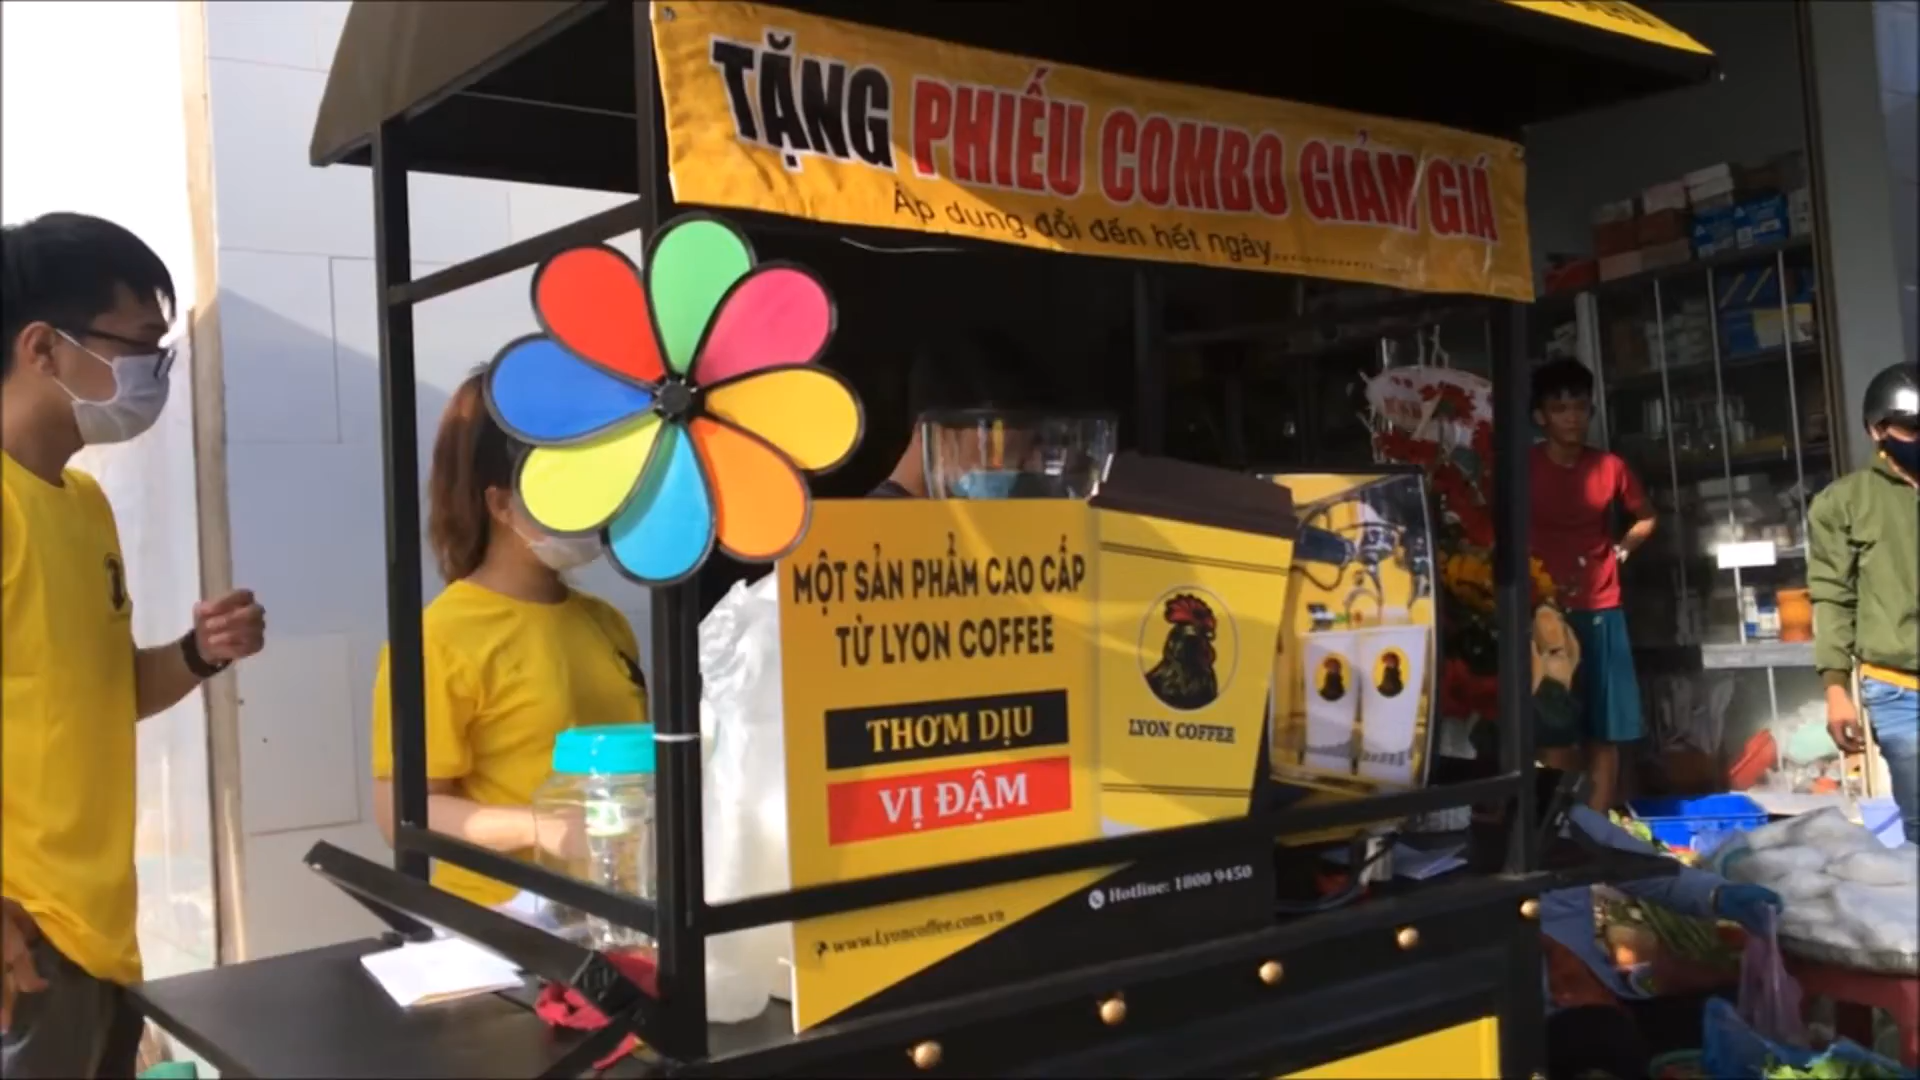 TẶNG PHIẾU COMBO GIẢM GIÁ
Áp dụng đổi đến hết ngày....................
MỘT SẢN PHẨM CAO CẤP
TỪ LYON COFFEE
THƠM DỊU
VỊ ĐẬM
LYON COFFEE
Hotline: 1800 9450
www.Lyoncoffee.com.vn